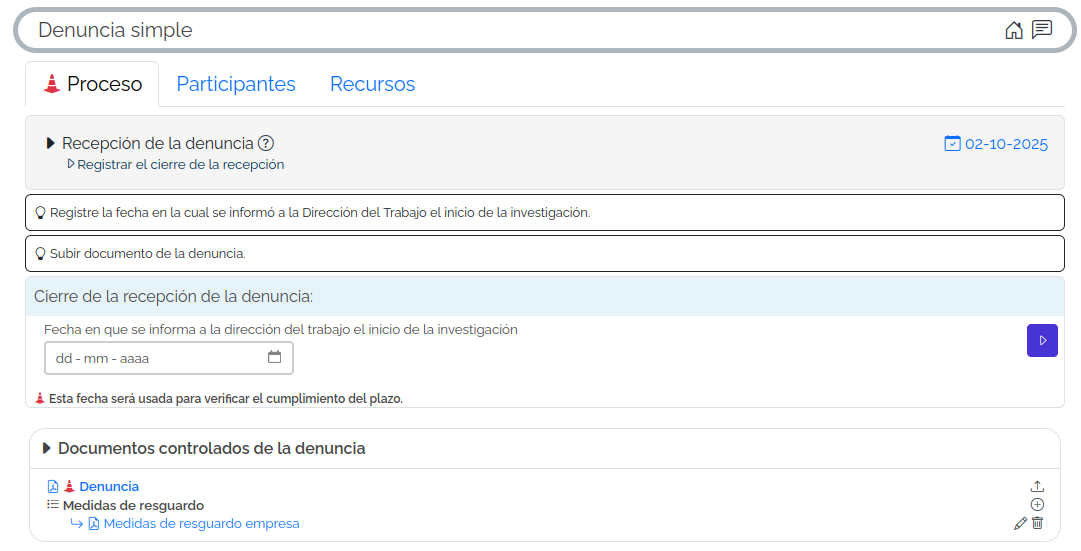 Denuncia simple
Proceso Participantes Recursos
Recepción de la denuncia
02-10-2025
Registrar el cierre de la recepción
Registre la fecha en la cual se informó a la Dirección del Trabajo el inicio de la investigación.
Subir documento de la denuncia.
Cierre de la recepción de la denuncia:
Fecha en que se informa a la dirección del trabajo el inicio de la investigación
dd - mm - aaaa
Esta fecha será usada para verificar el cumplimiento del plazo.
Documentos controlados de la denuncia
Denuncia
Medidas de resguardo
Medidas de resguardo empresa